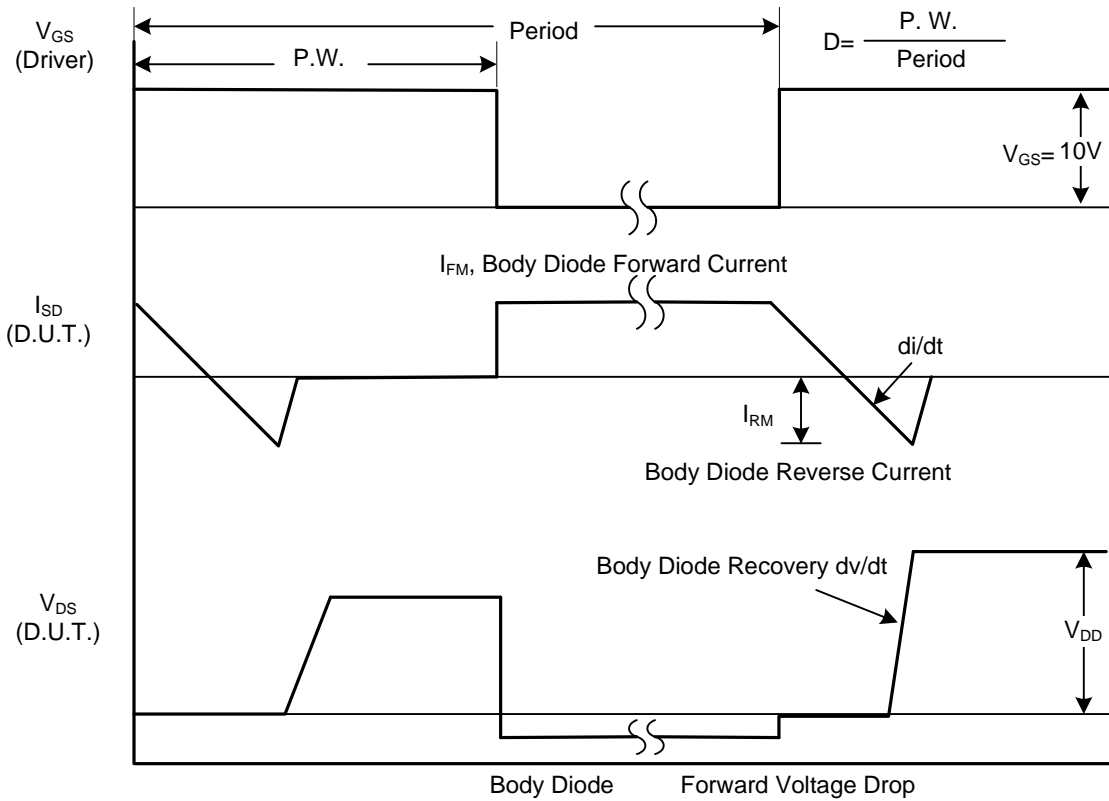 VGS
(Driver)
Period
P.W.
D= P. W.
Period
VGS= 10V
IFM, Body Diode Forward Current
ISD
(D.U.T.)
di/dt
IRM
Body Diode Reverse Current
Body Diode Recovery dv/dt
VDS
(D.U.T.)
VDD
Body Diode Forward Voltage Drop